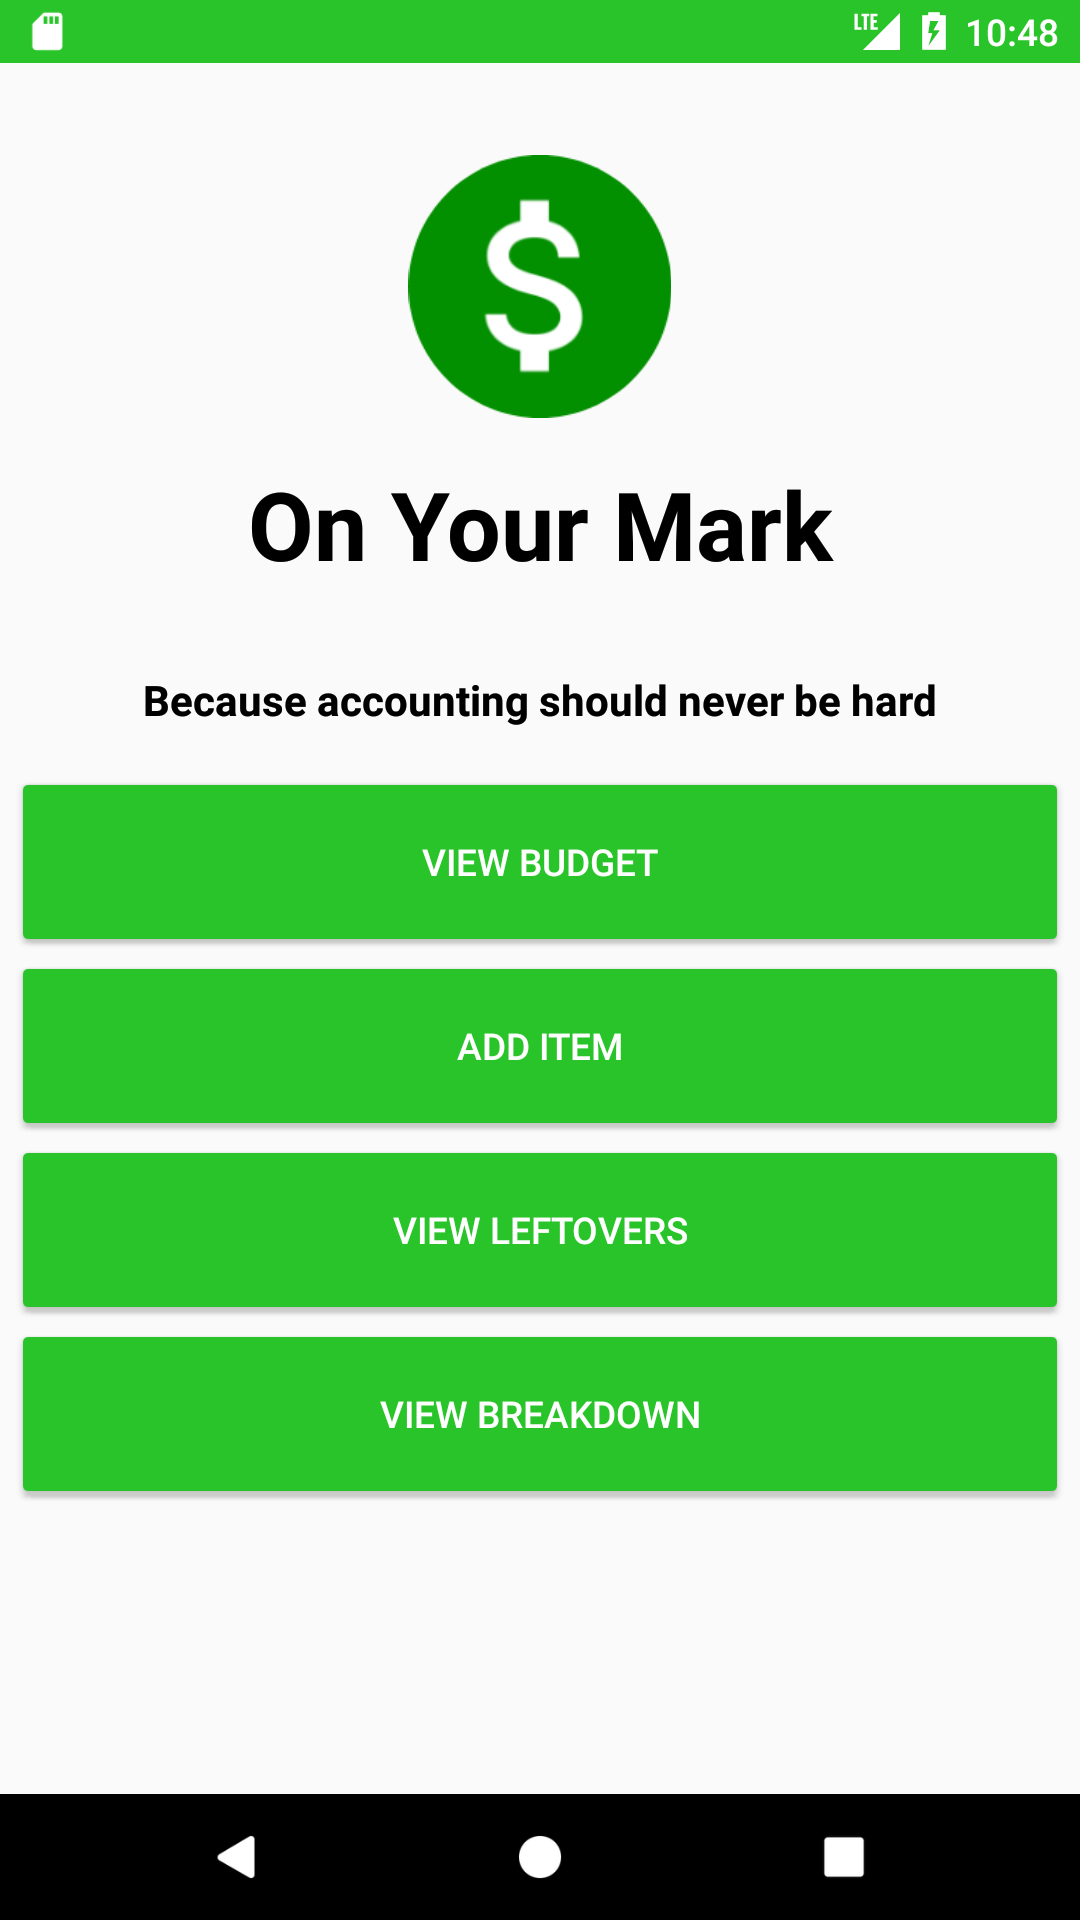 LTE 10:48
$
On Your Mark
Because accounting should never be hard
VIEW BUDGET
ADD ITEM
VIEW LEFTOVERS
VIEW BREAKDOWN